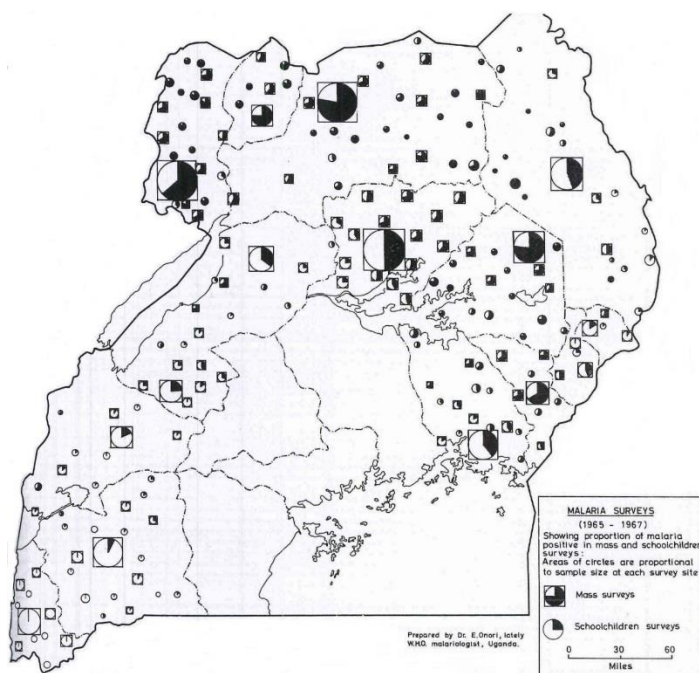 MALARIA SURVEYS
(1965 - 1967)
Showing proportion of malaria
positive in mass and schoolchildren
surveys :
Areas of circles are proportional
to sample size at each survey site
Mass surveys
Schoolchildren surveys
Prepared by Dr. E.Onori, lately
W.H.O. malariologist, Uganda.
0 30 60
Miles